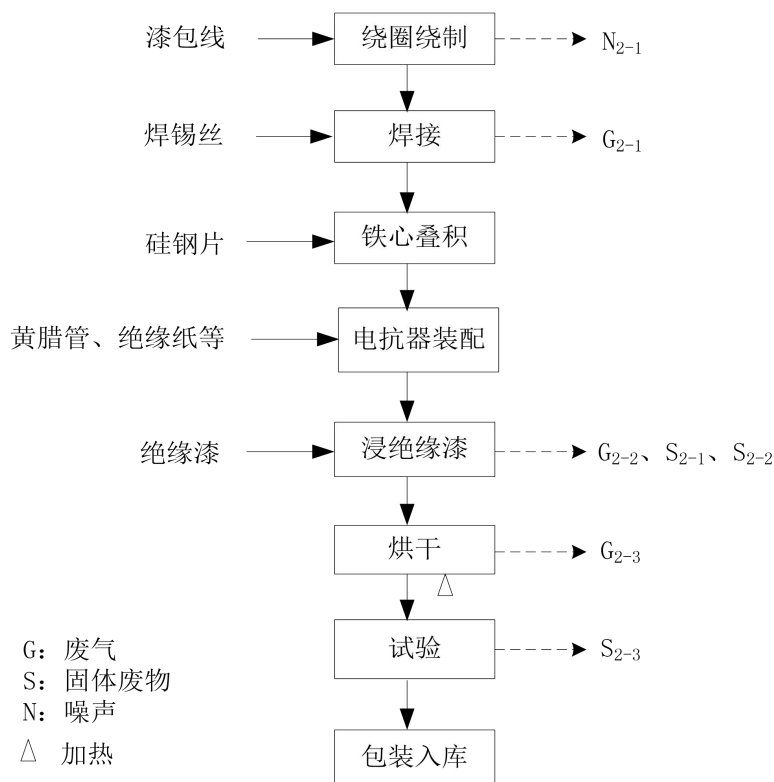 漆包线
绕圈绕制
N2-1
焊锡丝
焊接
G2-1
硅钢片
铁心叠积
黄腊管、绝缘纸等
电抗器装配
绝缘漆
浸绝缘漆
G2-2、S2-1、S2-2
烘干
G2-3
试验
S2-3
包装入库
G: 废气
S: 固体废物
N: 噪声
△ 加热